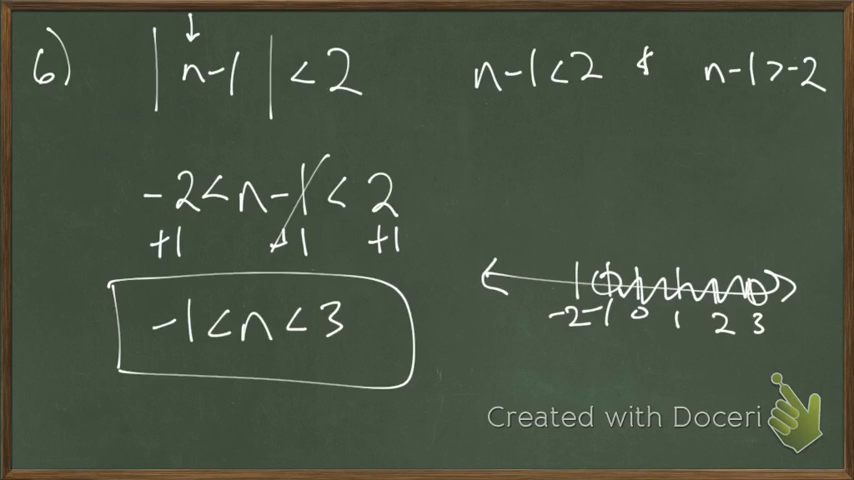 6) |n-1| < 2
n-1 < 2 & n-1 > -2
-2 < n-1 < 2
+1 +1 +1
-1 < n < 3
-2 -1 0 1 2 3
Created with Doceri